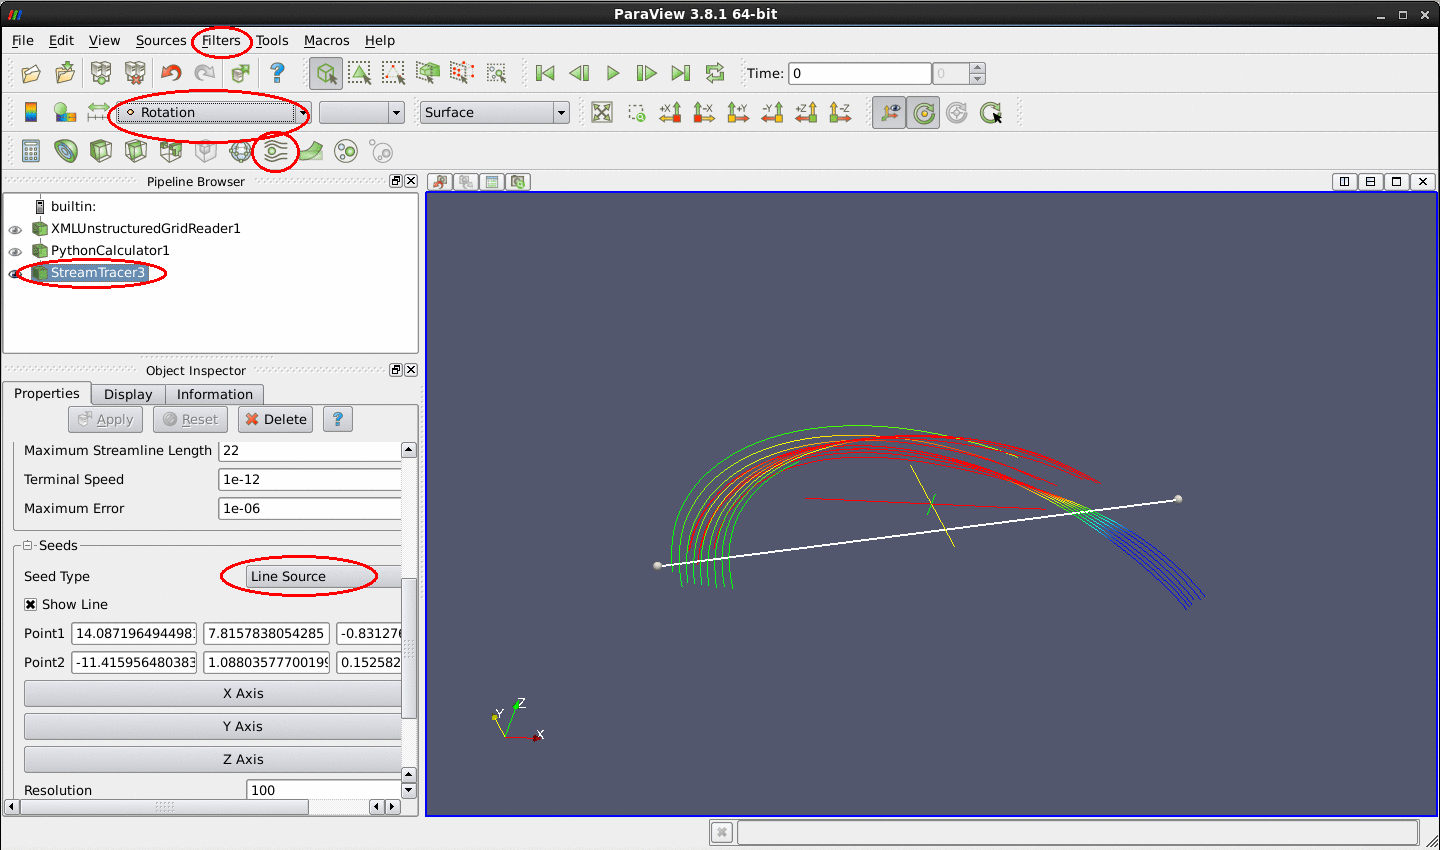 ParaView 3.8.1 64-bit
File Edit View Sources Filters Tools Macros Help
? Time: 0 0
Rotation Surface +X -X +Y -Y +Z -Z
Pipeline Browser
builtin:
XMLUnstructuredGridReader1
PythonCalculator1
StreamTracer3
Object Inspector
Properties Display Information
Apply Reset Delete ?
Maximum Streamline Length 22
Terminal Speed 1e-12
Maximum Error 1e-06
Seeds
Seed Type Line Source
Show Line
Point1 14.087196494498 7.8157838054285 -0.831276
Point2 -11.415956480383 1.0880357770019 0.152582
X Axis
Y Axis
Z Axis
Resolution 100
Y Z X